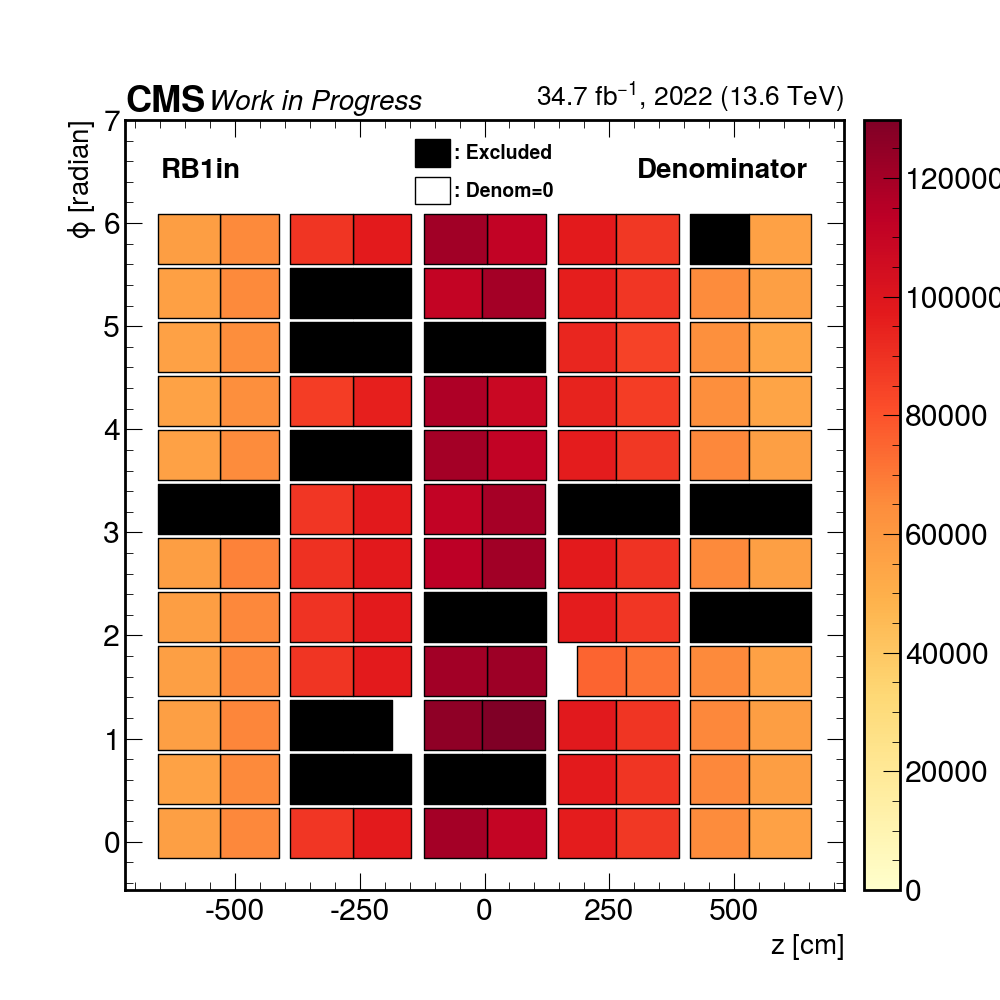 CMS Work in Progress 34.7 fb⁻¹, 2022 (13.6 TeV)
RB1in
: Excluded
: Denom=0
Denominator
ϕ [radian]
7
6
5
4
3
2
1
0
-500 -250 0 250 500
z [cm]
120000
100000
80000
60000
40000
20000
0